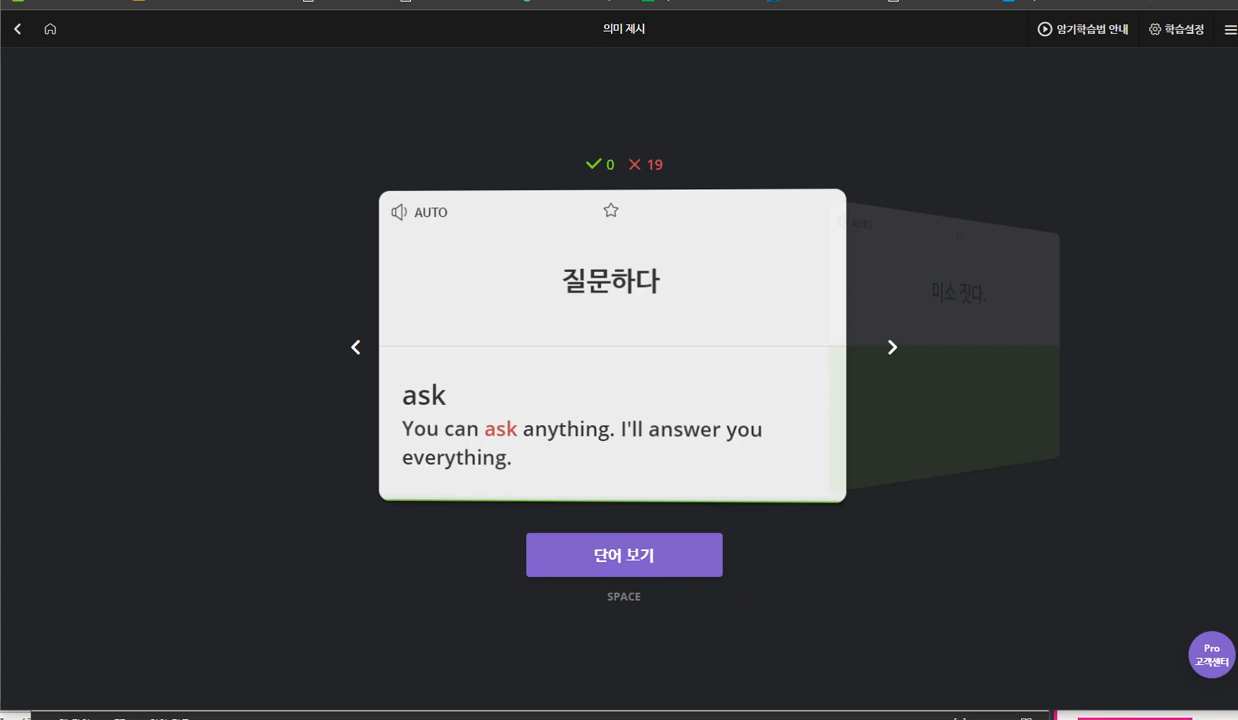 의미 제시
암기학습법 안내
학습설정
0
19
AUTO
질문하다
ask
You can ask anything. I'll answer you
everything.
AUTO
미소 짓다.
단어 보기
SPACE
Pro
고객센터